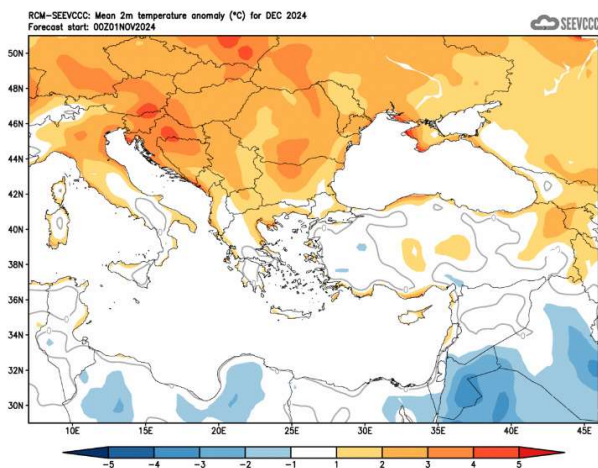 RCM-SEEVCCC: Mean 2m temperature anomaly (°C) for DEC 2024
Forecast start: 00Z01NOV2024
SEEVCCC
50N
48N
46N
44N
42N
40N
38N
36N
34N
32N
30N
10E 15E 20E 25E 30E 35E 40E 45E
-5 -4 -3 -2 -1 1 2 3 4 5